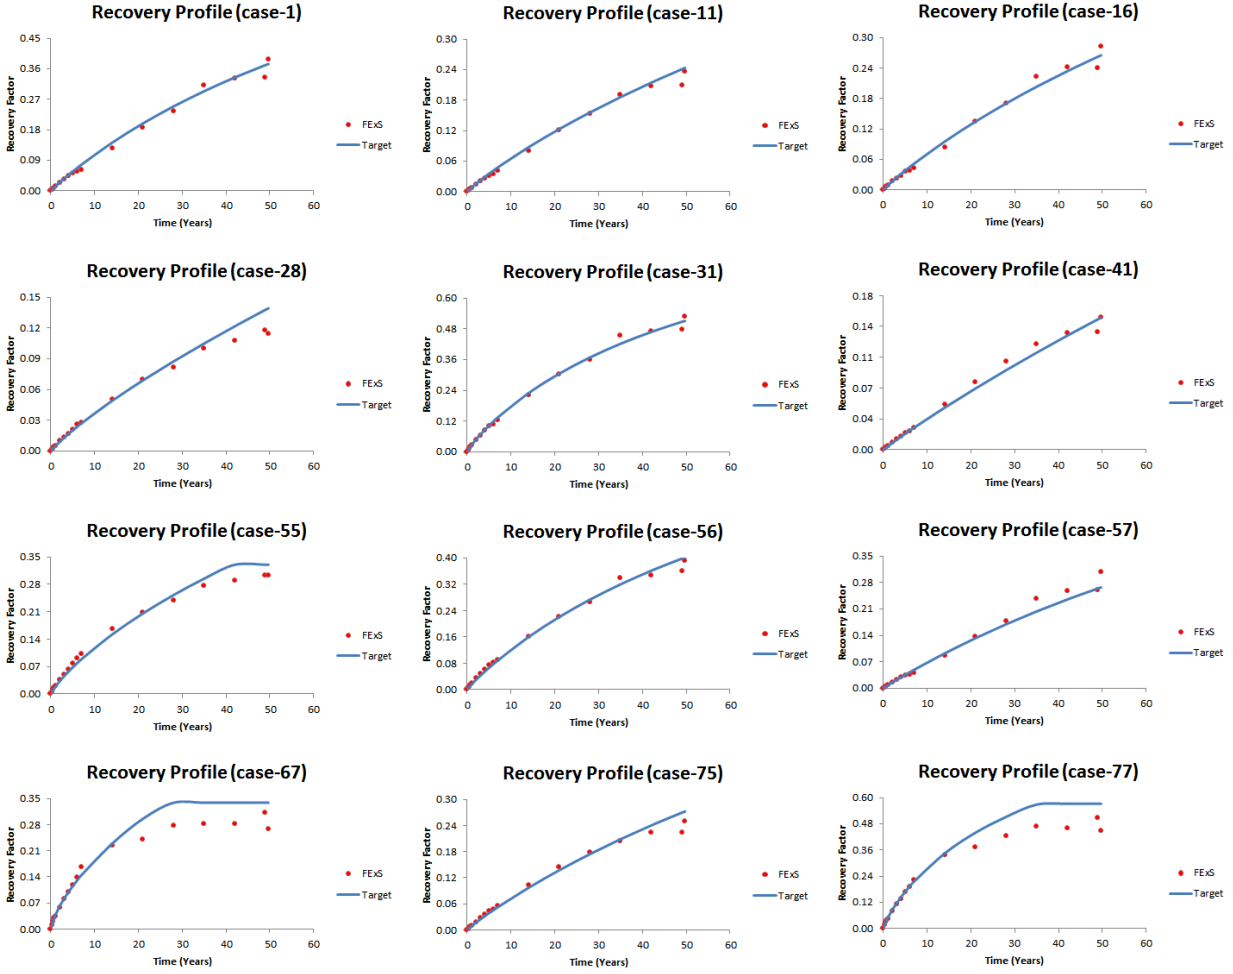 Recovery Profile (case-1)
0.45
0.36
0.27
0.18
0.09
0.00
Recovery Factor
0 10 20 30 40 50 60
Time (Years)
FExS
Target
Recovery Profile (case-11)
0.30
0.24
0.18
0.12
0.06
0.00
Recovery Factor
0 10 20 30 40 50 60
Time (Years)
FExS
Target
Recovery Profile (case-16)
0.30
0.24
0.18
0.12
0.06
0.00
Recovery Factor
0 10 20 30 40 50 60
Time (Years)
FExS
Target
Recovery Profile (case-28)
0.15
0.12
0.09
0.06
0.03
0.00
Recovery Factor
0 10 20 30 40 50 60
Time (Years)
FExS
Target
Recovery Profile (case-31)
0.60
0.48
0.36
0.24
0.12
0.00
Recovery Factor
0 10 20 30 40 50 60
Time (Years)
FExS
Target
Recovery Profile (case-41)
0.18
0.14
0.11
0.07
0.04
0.00
Recovery Factor
0 10 20 30 40 50 60
Time (Years)
FExS
Target
Recovery Profile (case-55)
0.35
0.28
0.21
0.14
0.07
0.00
Recovery Factor
0 10 20 30 40 50 60
Time (Years)
FExS
Target
Recovery Profile (case-56)
0.40
0.32
0.24
0.16
0.08
0.00
Recovery Factor
0 10 20 30 40 50 60
Time (Years)
FExS
Target
Recovery Profile (case-57)
0.35
0.28
0.21
0.14
0.07
0.00
Recovery Factor
0 10 20 30 40 50 60
Time (Years)
FExS
Target
Recovery Profile (case-67)
0.35
0.28
0.21
0.14
0.07
0.00
Recovery Factor
0 10 20 30 40 50 60
Time (Years)
FExS
Target
Recovery Profile (case-75)
0.30
0.24
0.18
0.12
0.06
0.00
Recovery Factor
0 10 20 30 40 50 60
Time (Years)
FExS
Target
Recovery Profile (case-77)
0.60
0.48
0.36
0.24
0.12
0.00
Recovery Factor
0 10 20 30 40 50 60
Time (Years)
FExS
Target